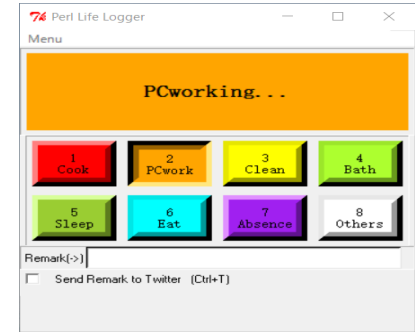 Perl Life Logger
Menu
PCworking...
1
Cook
2
PCwork
3
Clean
4
Bath
5
Sleep
6
Eat
7
Absence
8
Others
Remark(->)
Send Remark to Twitter (Ctrl+T)